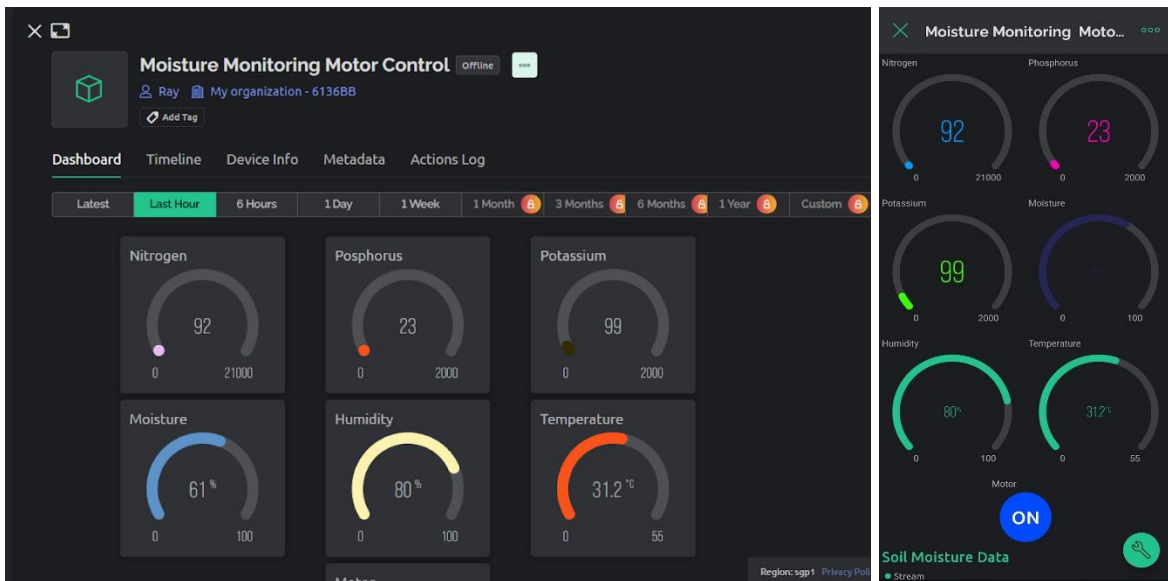 Moisture Monitoring Motor Control Offline
Ray My organization - 6136BB
Add Tag
Dashboard Timeline Device Info Metadata Actions Log
Latest Last Hour 6 Hours 1 Day 1 Week 1 Month 3 Months 6 Months 1 Year Custom
Nitrogen Posphorus Potassium
92 23 99
0 21000 0 2000 0 2000
Moisture Humidity Temperature
61 % 80 % 31.2 °C
0 100 0 100 0 55
Region: sgp1 Privacy Poli
Moisture Monitoring Moto...
Nitrogen Phosphorus
92 23
0 21000 0 2000
Potassium Moisture
99
0 2000 0 100
Humidity Temperature
80% 31.2°C
0 100 0 55
Motor
ON
Soil Moisture Data
Stream